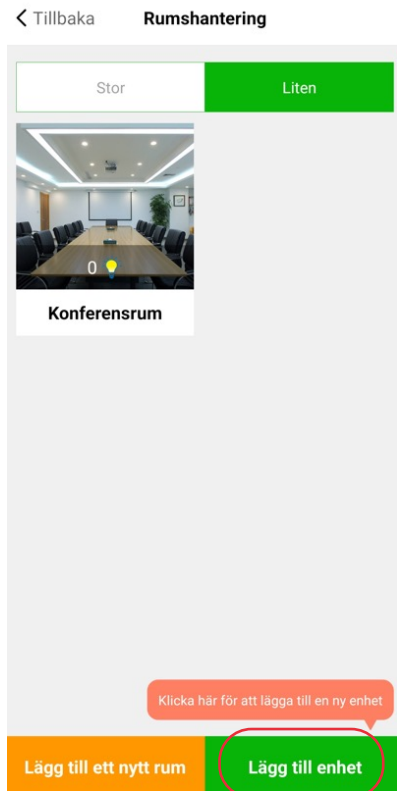 Tillbaka Rumshantering
Stor Liten
0
Konferensrum
Klicka här för att lägga till en ny enhet
Lägg till ett nytt rum Lägg till enhet